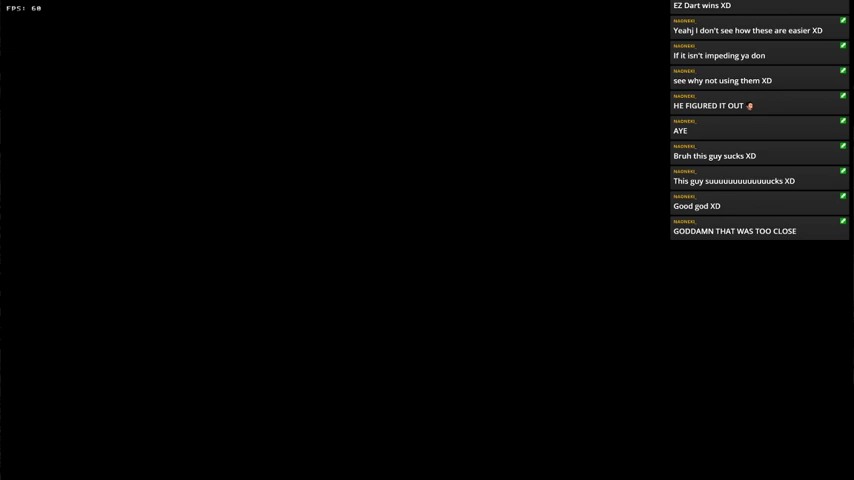 FPS: 60
EZ Dart wins XD
NAONEKI_
Yeahj I don't see how these are easier XD
NAONEKI_
If it isn't impeding ya don
NAONEKI_
see why not using them XD
NAONEKI_
HE FIGURED IT OUT
NAONEKI_
AYE
NAONEKI_
Bruh this guy sucks XD
NAONEKI_
This guy suuuuuuuuuuuuucks XD
NAONEKI_
Good god XD
NAONEKI_
GODDAMN THAT WAS TOO CLOSE